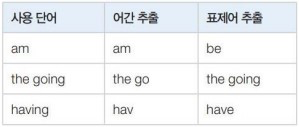 사용 단어 어간 추출 표제어 추출
am am be
the going the go the going
having hav have